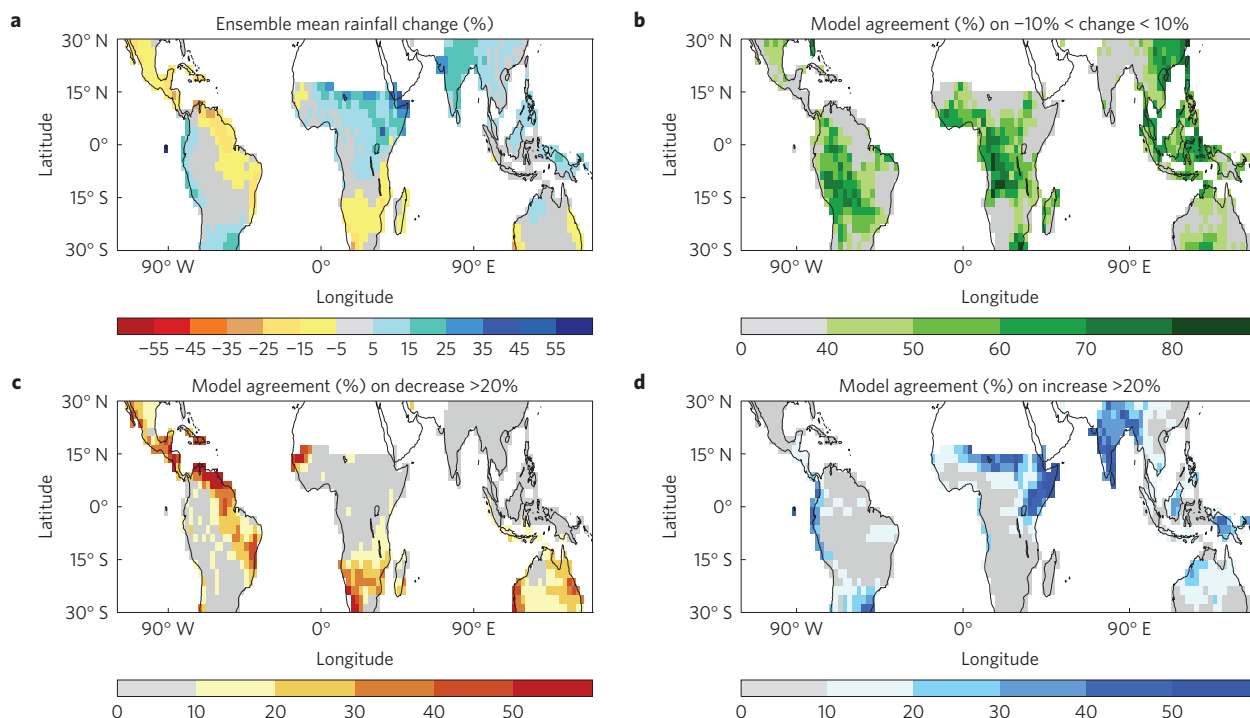 a
Ensemble mean rainfall change (%)
30° N
15° N
0°
15° S
30° S
Latitude
90° W
0°
90° E
Longitude
−55 −45 −35 −25 −15 −5 5 15 25 35 45 55
b
Model agreement (%) on −10% < change < 10%
30° N
15° N
0°
15° S
30° S
Latitude
90° W
0°
90° E
Longitude
0 40 50 60 70 80
c
Model agreement (%) on decrease >20%
30° N
15° N
0°
15° S
30° S
Latitude
90° W
0°
90° E
Longitude
0 10 20 30 40 50
d
Model agreement (%) on increase >20%
30° N
15° N
0°
15° S
30° S
Latitude
90° W
0°
90° E
Longitude
0 10 20 30 40 50